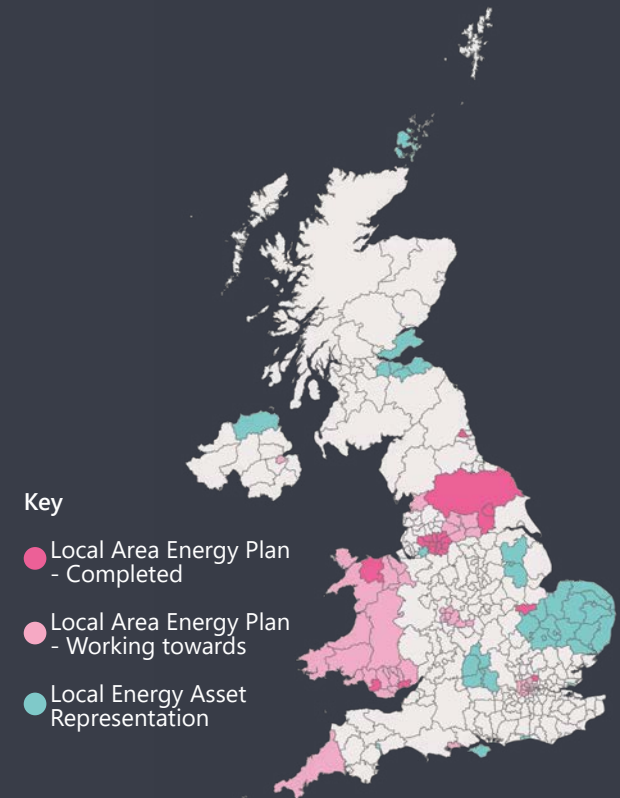 Key
Local Area Energy Plan
- Completed
Local Area Energy Plan
- Working towards
Local Energy Asset
Representation